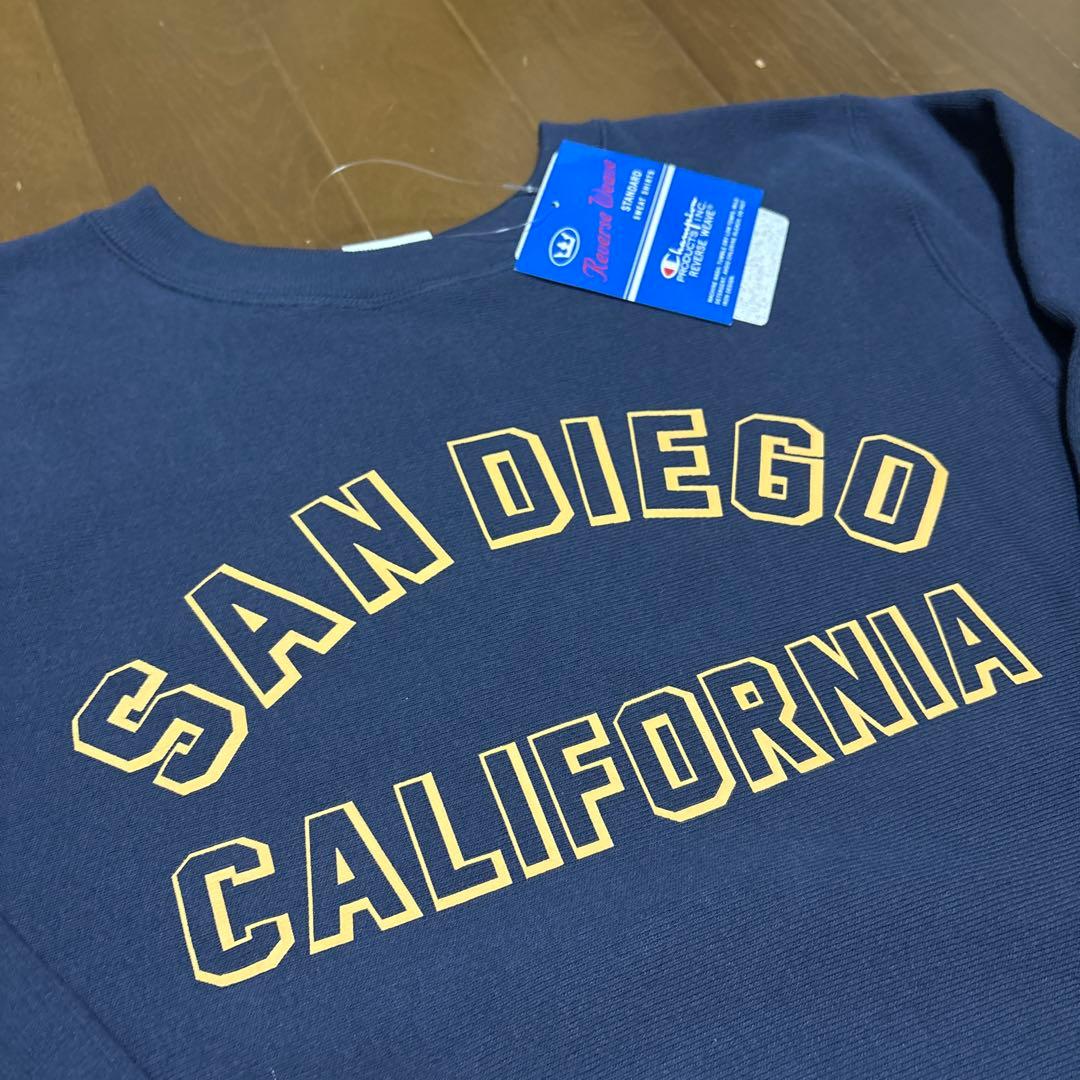 Reverse Weave
STANDARD
SWEAT SHIRTS
Champion
PRODUCTS INC.
REVERSE WEAVE®
SAN DIEGO
CALIFORNIA